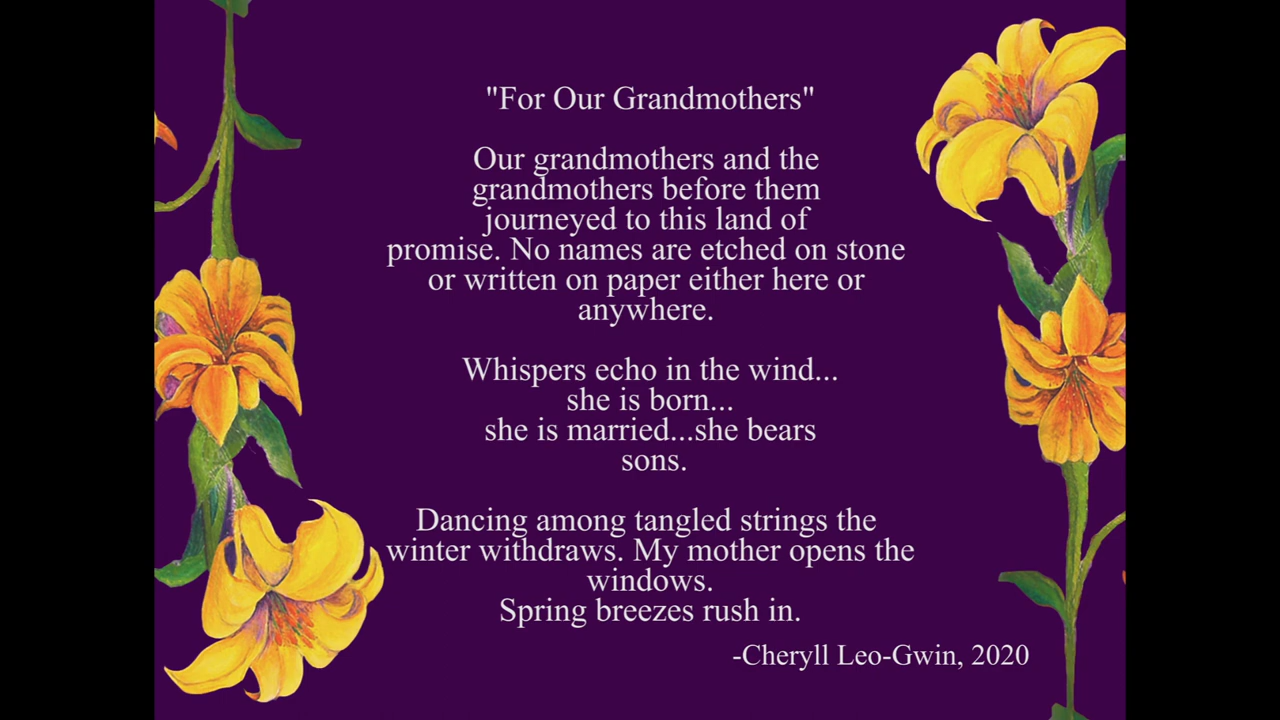 "For Our Grandmothers"
Our grandmothers and the
grandmothers before them
journeyed to this land of
promise. No names are etched on stone
or written on paper either here or
anywhere.
Whispers echo in the wind...
she is born...
she is married...she bears
sons.
Dancing among tangled strings the
winter withdraws. My mother opens the
windows.
Spring breezes rush in.
-Cheryll Leo-Gwin, 2020